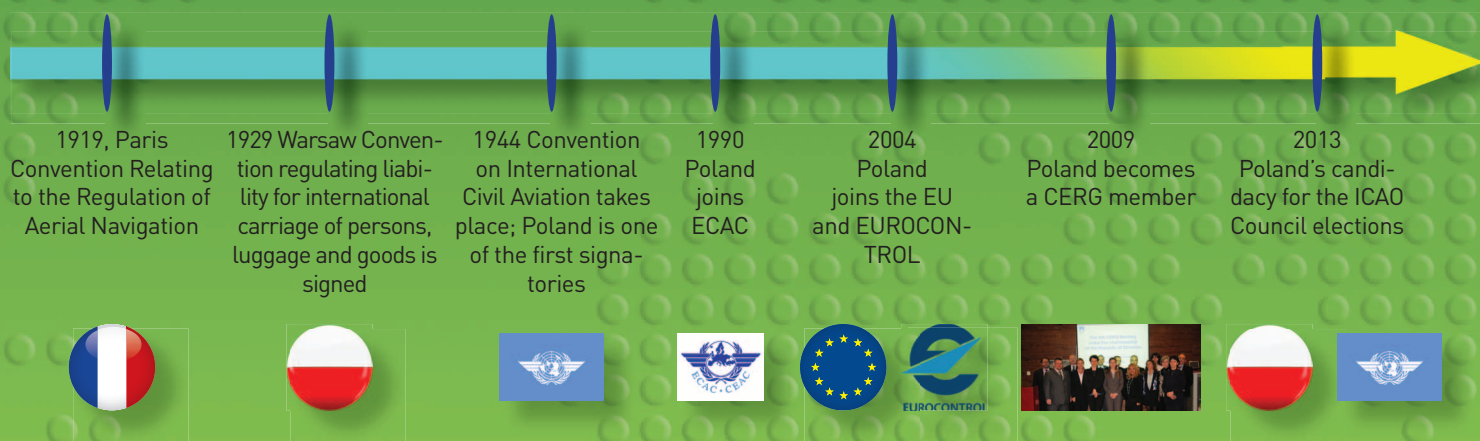 1919, Paris
Convention Relating
to the Regulation of
Aerial Navigation
1929 Warsaw Conven-
tion regulating liabi-
lity for international
carriage of persons,
luggage and goods is
signed
1944 Convention
on International
Civil Aviation takes
place; Poland is one
of the first signa-
tories
1990
Poland
joins
ECAC
2004
Poland
joins the EU
and EUROCON-
TROL
2009
Poland becomes
a CERG member
2013
Poland's candi-
dacy for the ICAO
Council elections
ECAC • CEAC
EUROCONTROL